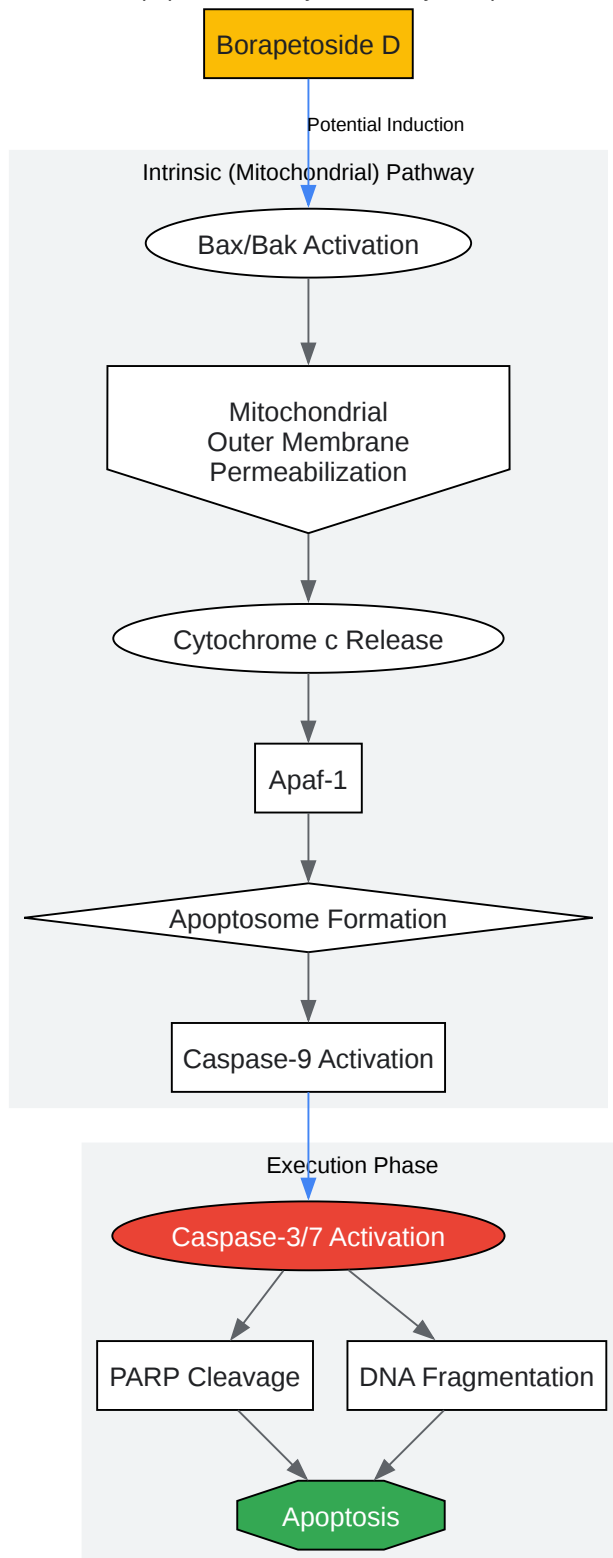 Borapetoside D
Potential Induction
Intrinsic (Mitochondrial) Pathway
Bax/Bak Activation
Mitochondrial
Outer Membrane
Permeabilization
Cytochrome c Release
Apaf-1
Apoptosome Formation
Caspase-9 Activation
Execution Phase
Caspase-3/7 Activation
PARP Cleavage
DNA Fragmentation
Apoptosis